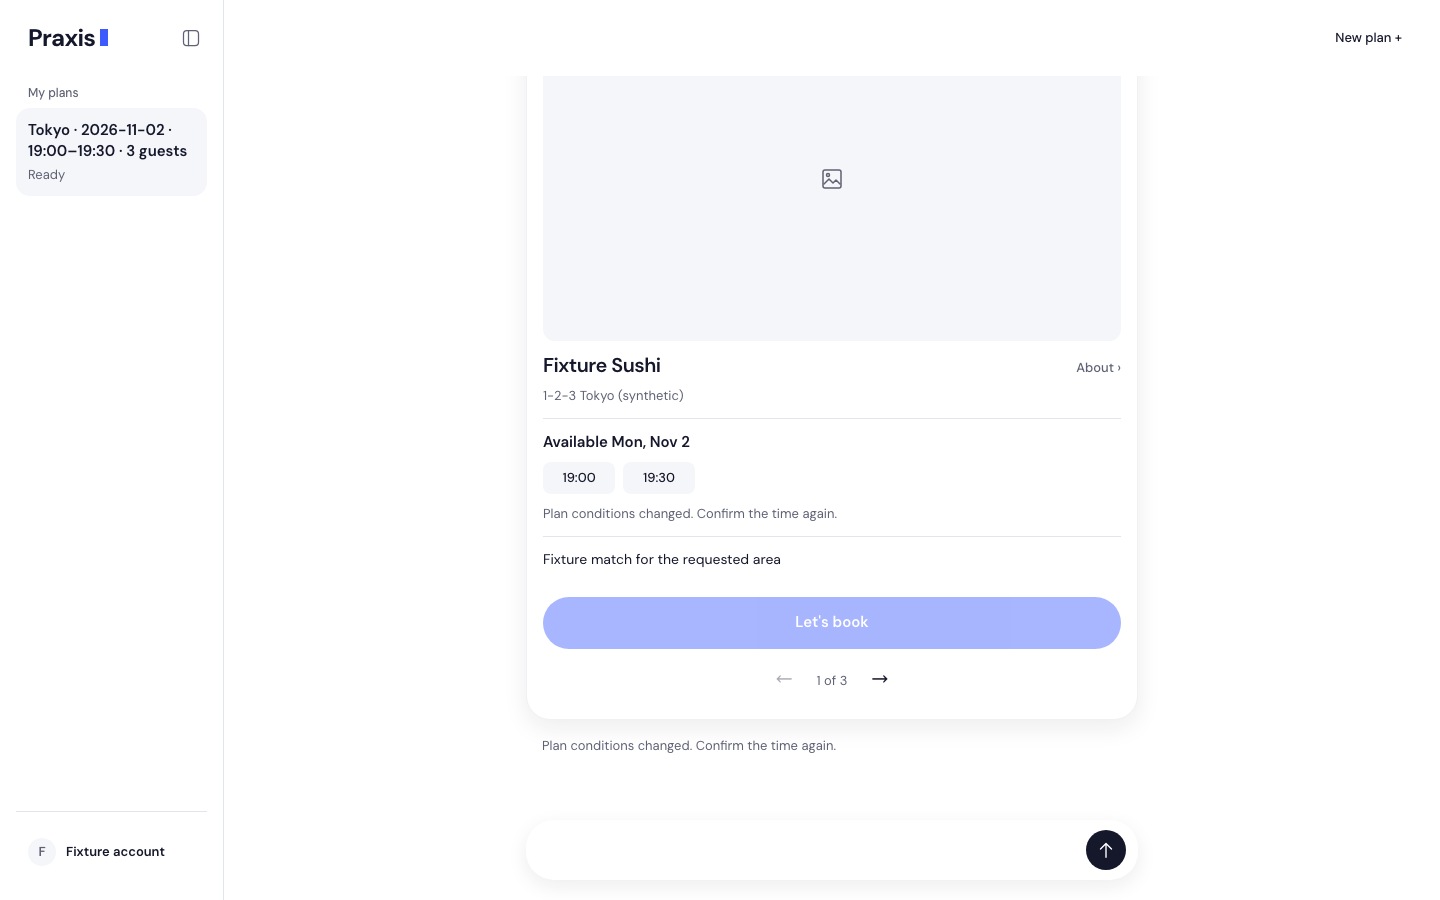 Praxis
New plan +
My plans
Tokyo · 2026-11-02 ·
19:00–19:30 · 3 guests
Ready
Fixture Sushi
About ›
1-2-3 Tokyo (synthetic)
Available Mon, Nov 2
19:00
19:30
Plan conditions changed. Confirm the time again.
Fixture match for the requested area
Let's book
← 1 of 3 →
Plan conditions changed. Confirm the time again.
F Fixture account